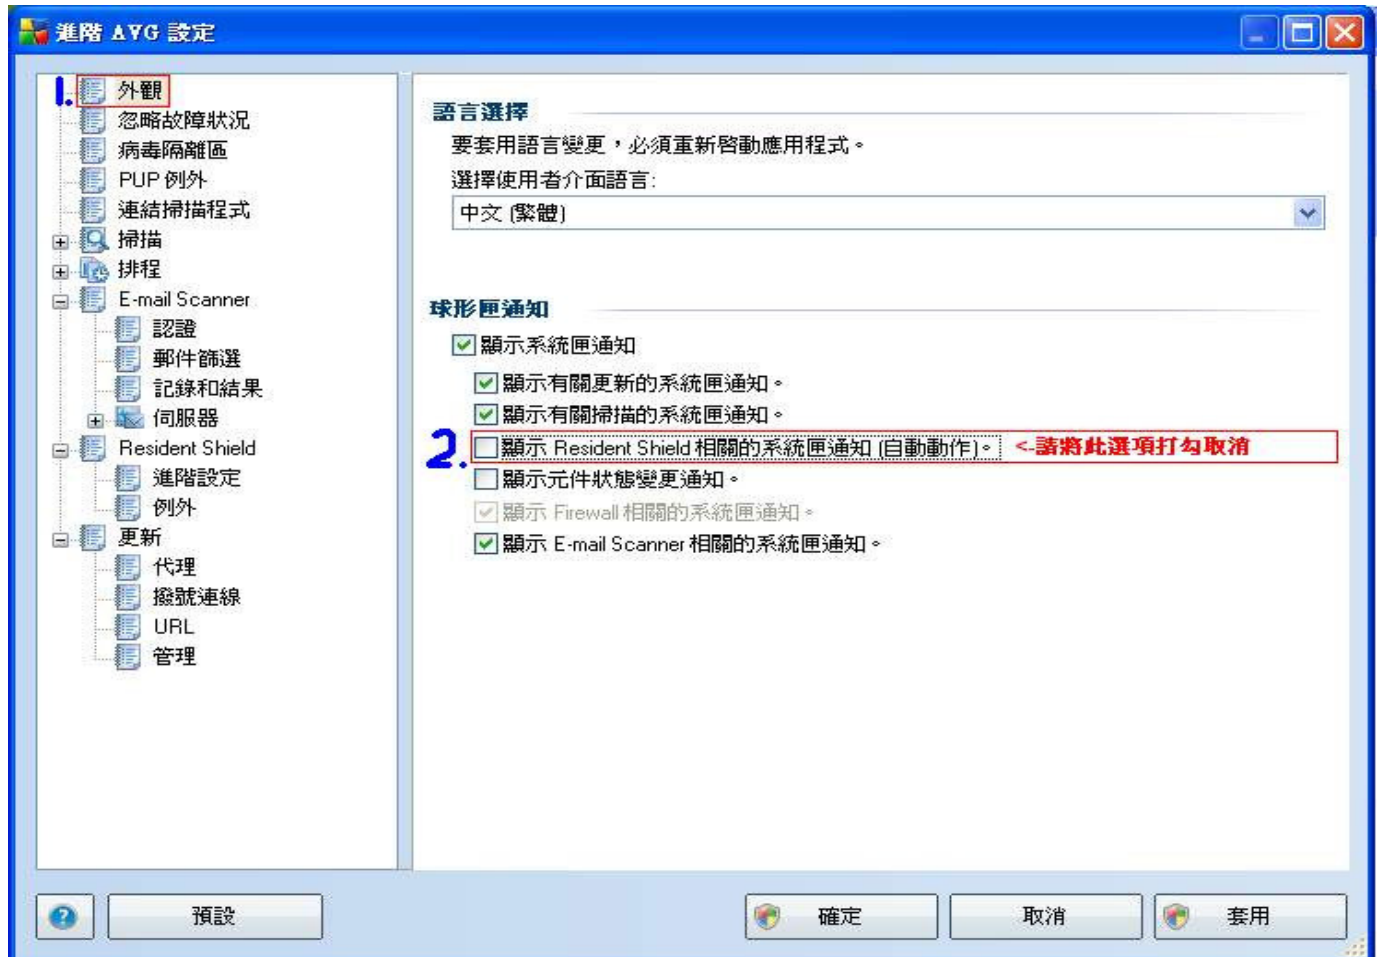 進階 AVG 設定
1. 外觀
忽略故障狀況
病毒隔離區
PUP 例外
連結掃描程式
掃描
排程
E-mail Scanner
認證
郵件篩選
記錄和結果
伺服器
Resident Shield
進階設定
例外
更新
代理
撥號連線
URL
管理
語言選擇
要套用語言變更，必須重新啓動應用程式。
選擇使用者介面語言:
中文 (繁體)
球形匣通知
顯示系統匣通知
顯示有關更新的系統匣通知。
顯示有關掃描的系統匣通知。
2. 顯示 Resident Shield 相關的系統匣通知 (自動動作)。 <-請將此選項打勾取消
顯示元件狀態變更通知。
顯示 Firewall 相關的系統匣通知。
顯示 E-mail Scanner 相關的系統匣通知。
預設 確定 取消 套用